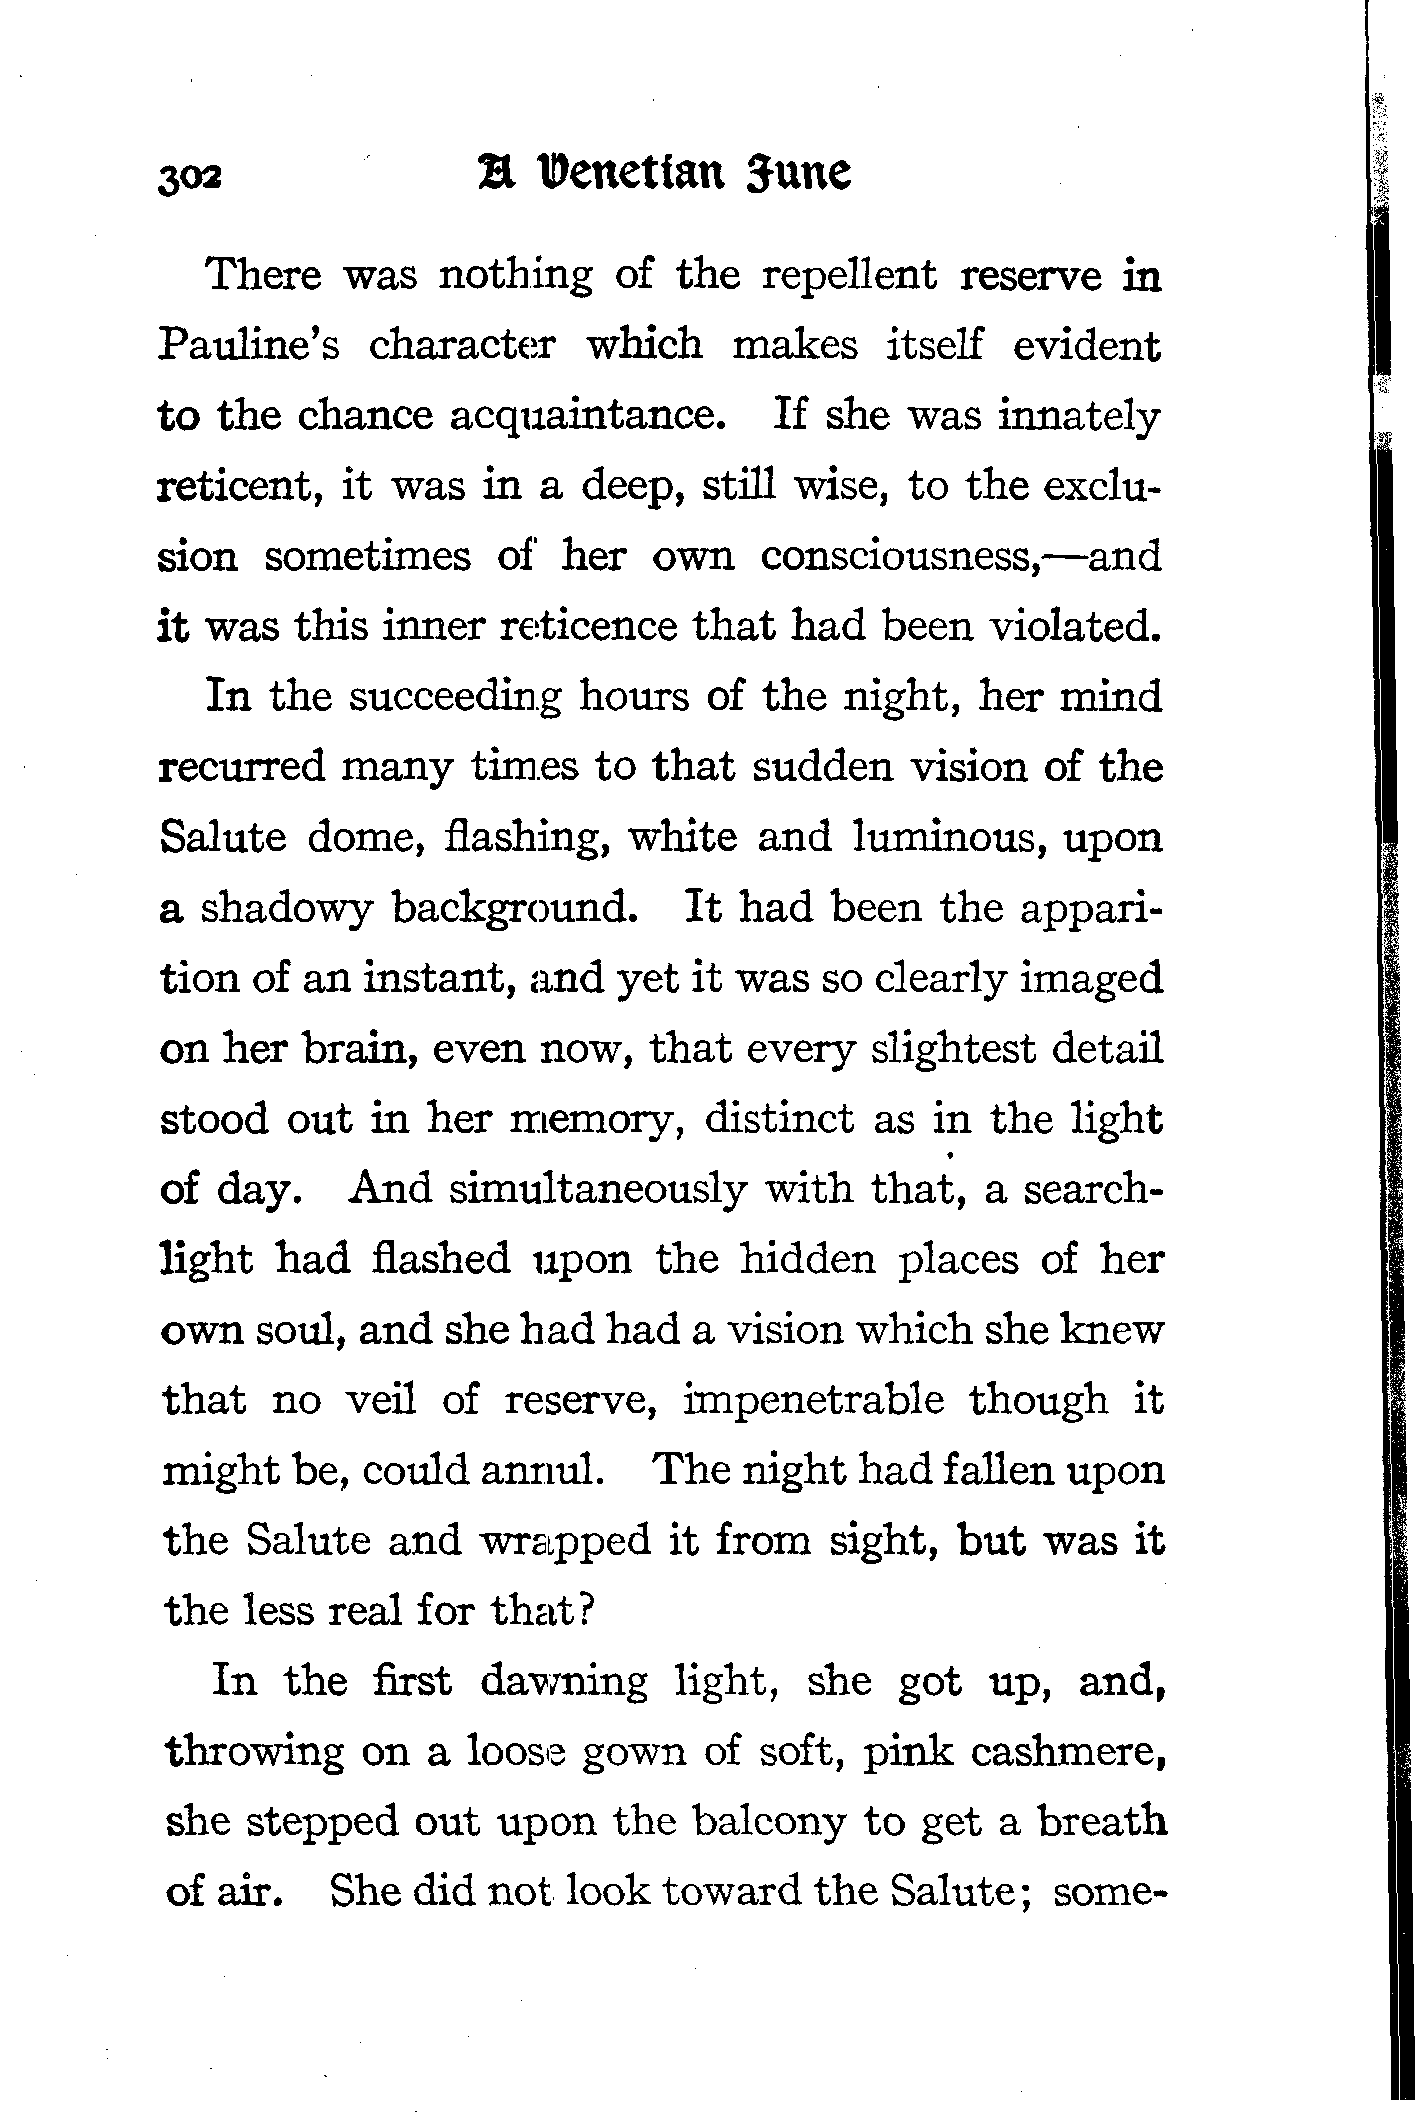 302 A Venetian June
There was nothing of the repellent reserve in
Pauline's character which makes itself evident
to the chance acquaintance. If she was innately
reticent, it was in a deep, still wise, to the exclu-
sion sometimes of her own consciousness,—and
it was this inner reticence that had been violated.
In the succeeding hours of the night, her mind
recurred many times to that sudden vision of the
Salute dome, flashing, white and luminous, upon
a shadowy background. It had been the appari-
tion of an instant, and yet it was so clearly imaged
on her brain, even now, that every slightest detail
stood out in her memory, distinct as in the light
of day. And simultaneously with that, a search-
light had flashed upon the hidden places of her
own soul, and she had had a vision which she knew
that no veil of reserve, impenetrable though it
might be, could annul. The night had fallen upon
the Salute and wrapped it from sight, but was it
the less real for that?
In the first dawning light, she got up, and,
throwing on a loose gown of soft, pink cashmere,
she stepped out upon the balcony to get a breath
of air. She did not look toward the Salute; some-